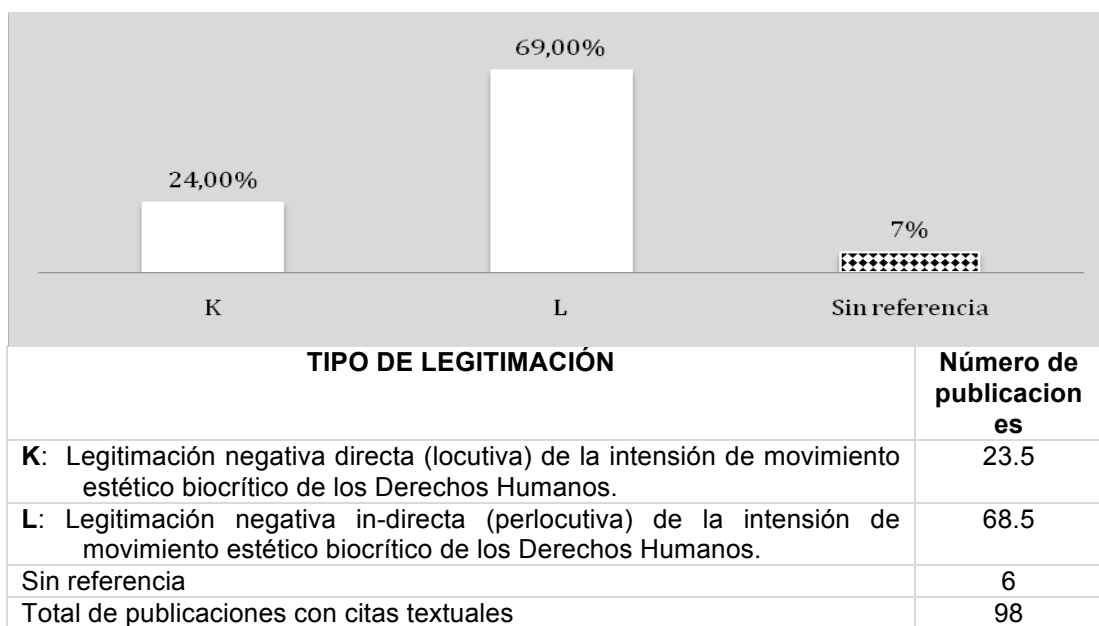 69,00%
24,00%
7%
K L Sin referencia
TIPO DE LEGITIMACIÓN Número de
publicacion
es
K: Legitimación negativa directa (locutiva) de la intensión de movimiento 23.5
estético biocrítico de los Derechos Humanos.
L: Legitimación negativa in-directa (perlocutiva) de la intensión de 68.5
movimiento estético biocrítico de los Derechos Humanos.
Sin referencia 6
Total de publicaciones con citas textuales 98